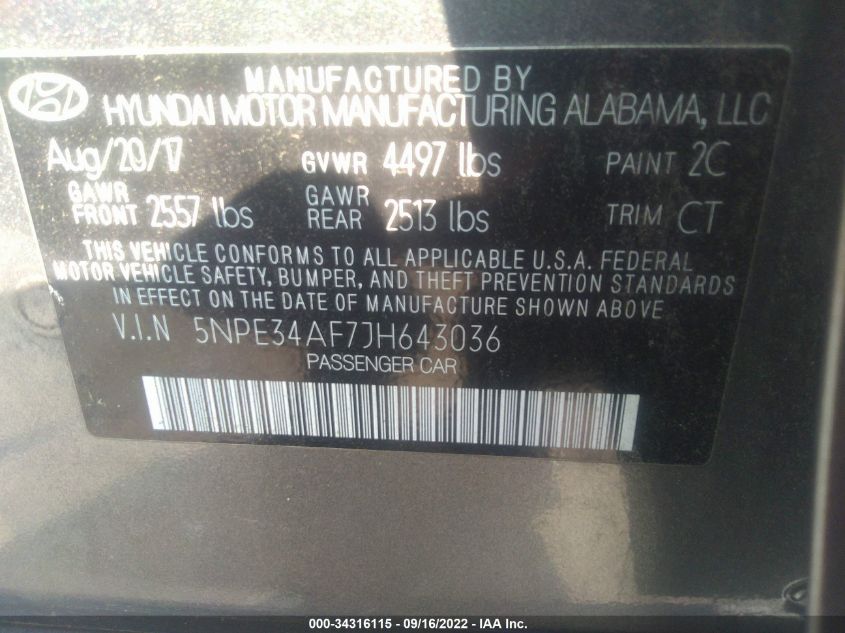 MANUFACTURED BY
HYUNDAI MOTOR MANUFACTURING ALABAMA, LLC
Aug/20/17 GVWR 4497 lbs PAINT 2C
GAWR FRONT 2557 lbs GAWR REAR 2513 lbs TRIM CT
THIS VEHICLE CONFORMS TO ALL APPLICABLE U.S.A. FEDERAL
MOTOR VEHICLE SAFETY, BUMPER, AND THEFT PREVENTION STANDARDS
IN EFFECT ON THE DATE OF MANUFACTURE SHOWN ABOVE
V.I.N 5NPE34AF7JH643036
PASSENGER CAR
000-34316115 - 09/16/2022 - IAA Inc.